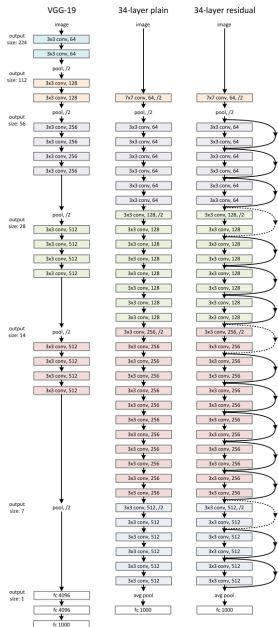 VGG-19
34-layer plain
34-layer residual
output
size: 224
image
3x3 conv, 64
3x3 conv, 64
output
size: 112
pool, /2
3x3 conv, 128
3x3 conv, 128
output
size: 56
pool, /2
3x3 conv, 256
3x3 conv, 256
3x3 conv, 256
3x3 conv, 256
output
size: 28
pool, /2
3x3 conv, 512
3x3 conv, 512
3x3 conv, 512
3x3 conv, 512
output
size: 14
pool, /2
3x3 conv, 512
3x3 conv, 512
3x3 conv, 512
3x3 conv, 512
output
size: 7
pool, /2
output
size: 1
fc 4096
fc 4096
fc 1000
image
7x7 conv, 64, /2
pool, /2
3x3 conv, 64
3x3 conv, 64
3x3 conv, 64
3x3 conv, 64
3x3 conv, 64
3x3 conv, 64
3x3 conv, 128, /2
3x3 conv, 128
3x3 conv, 128
3x3 conv, 128
3x3 conv, 128
3x3 conv, 128
3x3 conv, 128
3x3 conv, 128
3x3 conv, 256, /2
3x3 conv, 256
3x3 conv, 256
3x3 conv, 256
3x3 conv, 256
3x3 conv, 256
3x3 conv, 256
3x3 conv, 256
3x3 conv, 256
3x3 conv, 256
3x3 conv, 256
3x3 conv, 256
3x3 conv, 512, /2
3x3 conv, 512
3x3 conv, 512
3x3 conv, 512
3x3 conv, 512
3x3 conv, 512
avg pool
fc 1000
image
7x7 conv, 64, /2
pool, /2
3x3 conv, 64
3x3 conv, 64
3x3 conv, 64
3x3 conv, 64
3x3 conv, 64
3x3 conv, 64
3x3 conv, 128, /2
3x3 conv, 128
3x3 conv, 128
3x3 conv, 128
3x3 conv, 128
3x3 conv, 128
3x3 conv, 128
3x3 conv, 128
3x3 conv, 256, /2
3x3 conv, 256
3x3 conv, 256
3x3 conv, 256
3x3 conv, 256
3x3 conv, 256
3x3 conv, 256
3x3 conv, 256
3x3 conv, 256
3x3 conv, 256
3x3 conv, 256
3x3 conv, 256
3x3 conv, 512, /2
3x3 conv, 512
3x3 conv, 512
3x3 conv, 512
3x3 conv, 512
3x3 conv, 512
avg pool
fc 1000